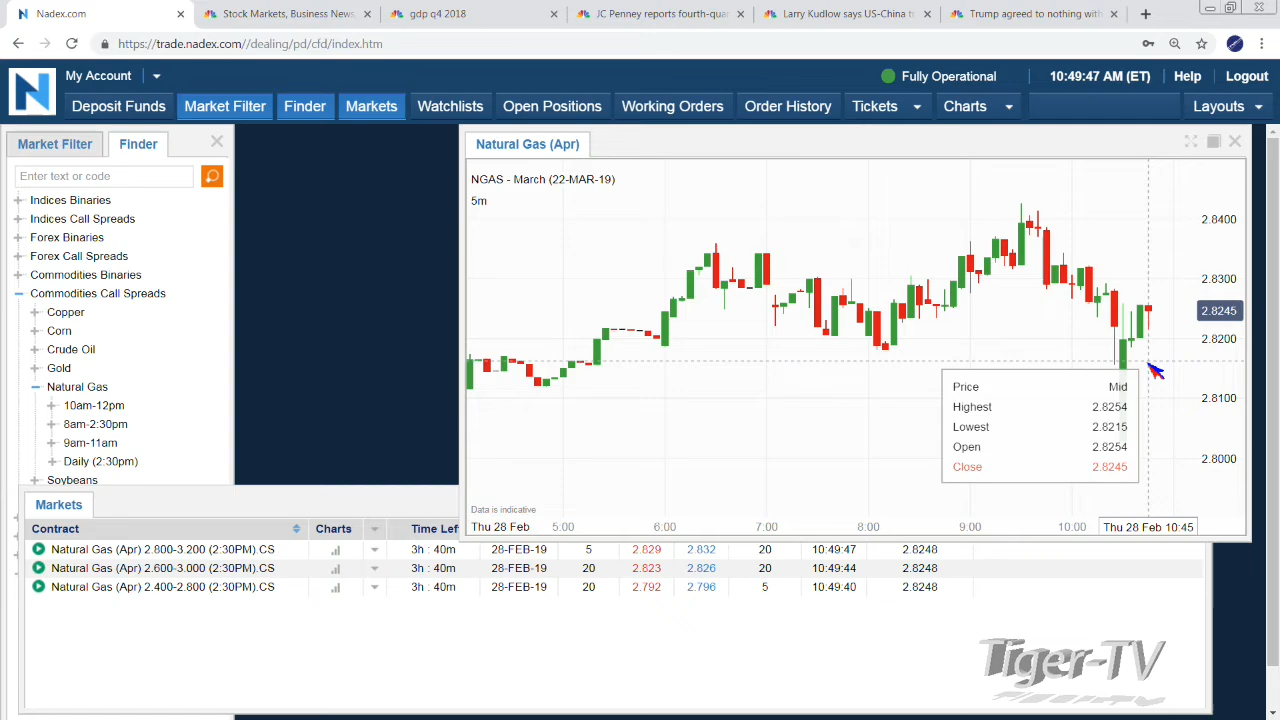 Nadex.com
Stock Markets, Business News,
gdp q4 2018
JC Penney reports fourth-quar
Larry Kudlow says US-China t
Trump agreed to nothing with
https://trade.nadex.com//dealing/pd/cfd/index.htm
N
My Account
Fully Operational
10:49:47 AM (ET)
Help
Logout
Deposit Funds
Market Filter
Finder
Markets
Watchlists
Open Positions
Working Orders
Order History
Tickets
Charts
Layouts
Market Filter
Finder
Enter text or code
Indices Binaries
Indices Call Spreads
Forex Binaries
Forex Call Spreads
Commodities Binaries
Commodities Call Spreads
Copper
Corn
Crude Oil
Gold
Natural Gas
10am-12pm
8am-2:30pm
9am-11am
Daily (2:30pm)
Soybeans
Natural Gas (Apr)
NGAS - March (22-MAR-19)
5m
2.8400
2.8300
2.8245
2.8200
2.8100
2.8000
Price Mid
Highest 2.8254
Lowest 2.8215
Open 2.8254
Close 2.8245
Data is indicative
Thu 28 Feb 5:00 6:00 7:00 8:00 9:00 10:00 Thu 28 Feb 10:45
Markets
Contract Charts Time Lef
Natural Gas (Apr) 2.800-3.200 (2:30PM).CS 3h : 40m 28-FEB-19 5 2.829 2.832 20 10:49:47 2.8248
Natural Gas (Apr) 2.600-3.000 (2:30PM).CS 3h : 40m 28-FEB-19 20 2.823 2.826 20 10:49:44 2.8248
Natural Gas (Apr) 2.400-2.800 (2:30PM).CS 3h : 40m 28-FEB-19 20 2.792 2.796 5 10:49:40 2.8248
Tiger-TV